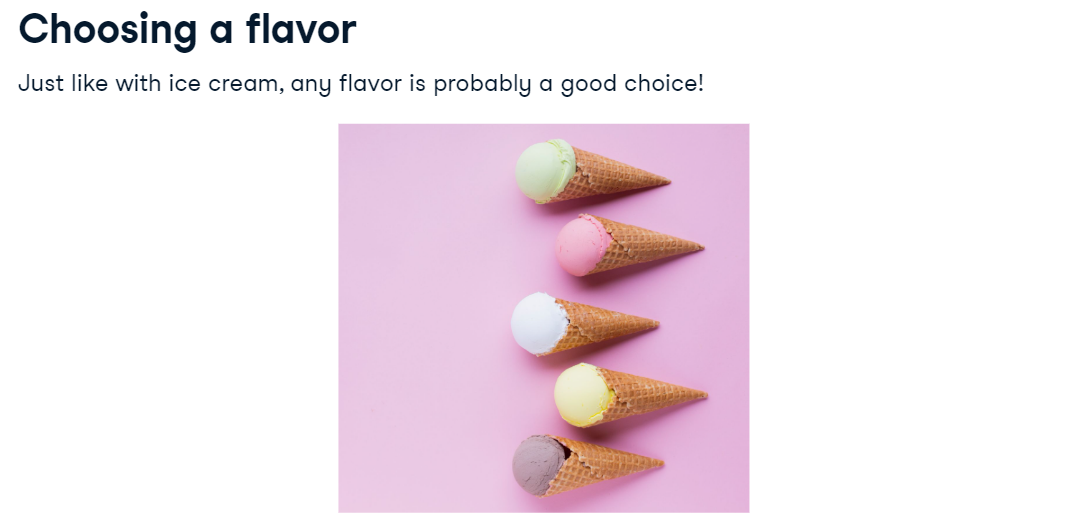 Choosing a flavor
Just like with ice cream, any flavor is probably a good choice!